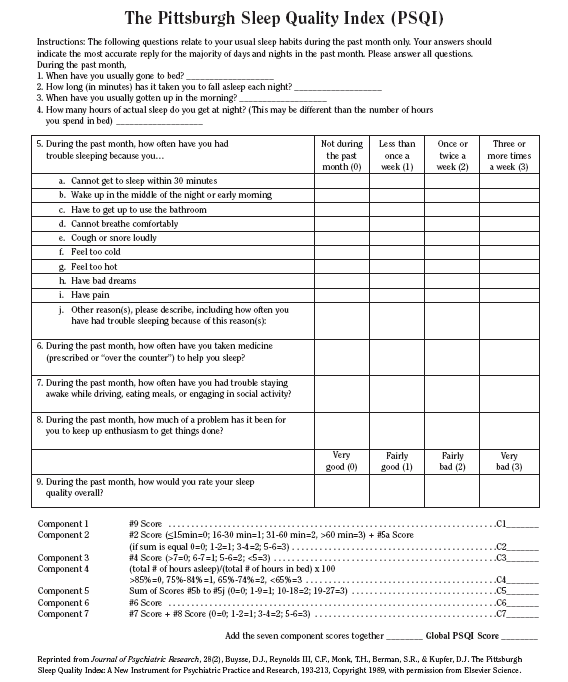 The Pittsburgh Sleep Quality Index (PSQI)
Instructions: The following questions relate to your usual sleep habits during the past month only. Your answers should
indicate the most accurate reply for the majority of days and nights in the past month. Please answer all questions.
During the past month,
1. When have you usually gone to bed? ___________________
2. How long (in minutes) has it taken you to fall asleep each night? ___________________
3. When have you usually gotten up in the morning? ___________________
4. How many hours of actual sleep do you get at night? (This may be different than the number of hours
you spend in bed) ___________________
5. During the past month, how often have you had
trouble sleeping because you…
Not during
the past
month (0)
Less than
once a
week (1)
Once or
twice a
week (2)
Three or
more times
a week (3)
a. Cannot get to sleep within 30 minutes
b. Wake up in the middle of the night or early morning
c. Have to get up to use the bathroom
d. Cannot breathe comfortably
e. Cough or snore loudly
f. Feel too cold
g. Feel too hot
h. Have bad dreams
i. Have pain
j. Other reason(s), please describe, including how often you
have had trouble sleeping because of this reason(s):
6. During the past month, how often have you taken medicine
(prescribed or “over the counter”) to help you sleep?
7. During the past month, how often have you had trouble staying
awake while driving, eating meals, or engaging in social activity?
8. During the past month, how much of a problem has it been for
you to keep up enthusiasm to get things done?
Very
good (0)
Fairly
good (1)
Fairly
bad (2)
Very
bad (3)
9. During the past month, how would you rate your sleep
quality overall?
Component 1 #9 Score ........ C1_______
Component 2 #2 Score (≤15min=0; 16-30 min=1; 31-60 min=2, >60 min=3) + #5a Score
(if sum is equal 0=0; 1-2=1; 3-4=2; 5-6=3) ........ C2_______
Component 3 #4 Score (>7=0; 6-7=1; 5-6=2; <5=3) ........ C3_______
Component 4 (total # of hours asleep)/(total # of hours in bed) x 100
>85%=0, 75%-84%=1, 65%-74%=2, <65%=3 ........ C4_______
Component 5 Sum of Scores #5b to #5j (0=0; 1-9=1; 10-18=2; 19-27=3) ........ C5_______
Component 6 #6 Score ........ C6_______
Component 7 #7 Score + #8 Score (0=0; 1-2=1; 3-4=2; 5-6=3) ........ C7_______
Add the seven component scores together ________ Global PSQI Score ________
Reprinted from Journal of Psychiatric Research, 28(2), Buysse, D.J., Reynolds III, C.F., Monk, T.H., Berman, S.R., & Kupfer, D.J. The Pittsburgh
Sleep Quality Index: A New Instrument for Psychiatric Practice and Research, 193-213, Copyright 1989, with permission from Elsevier Science.